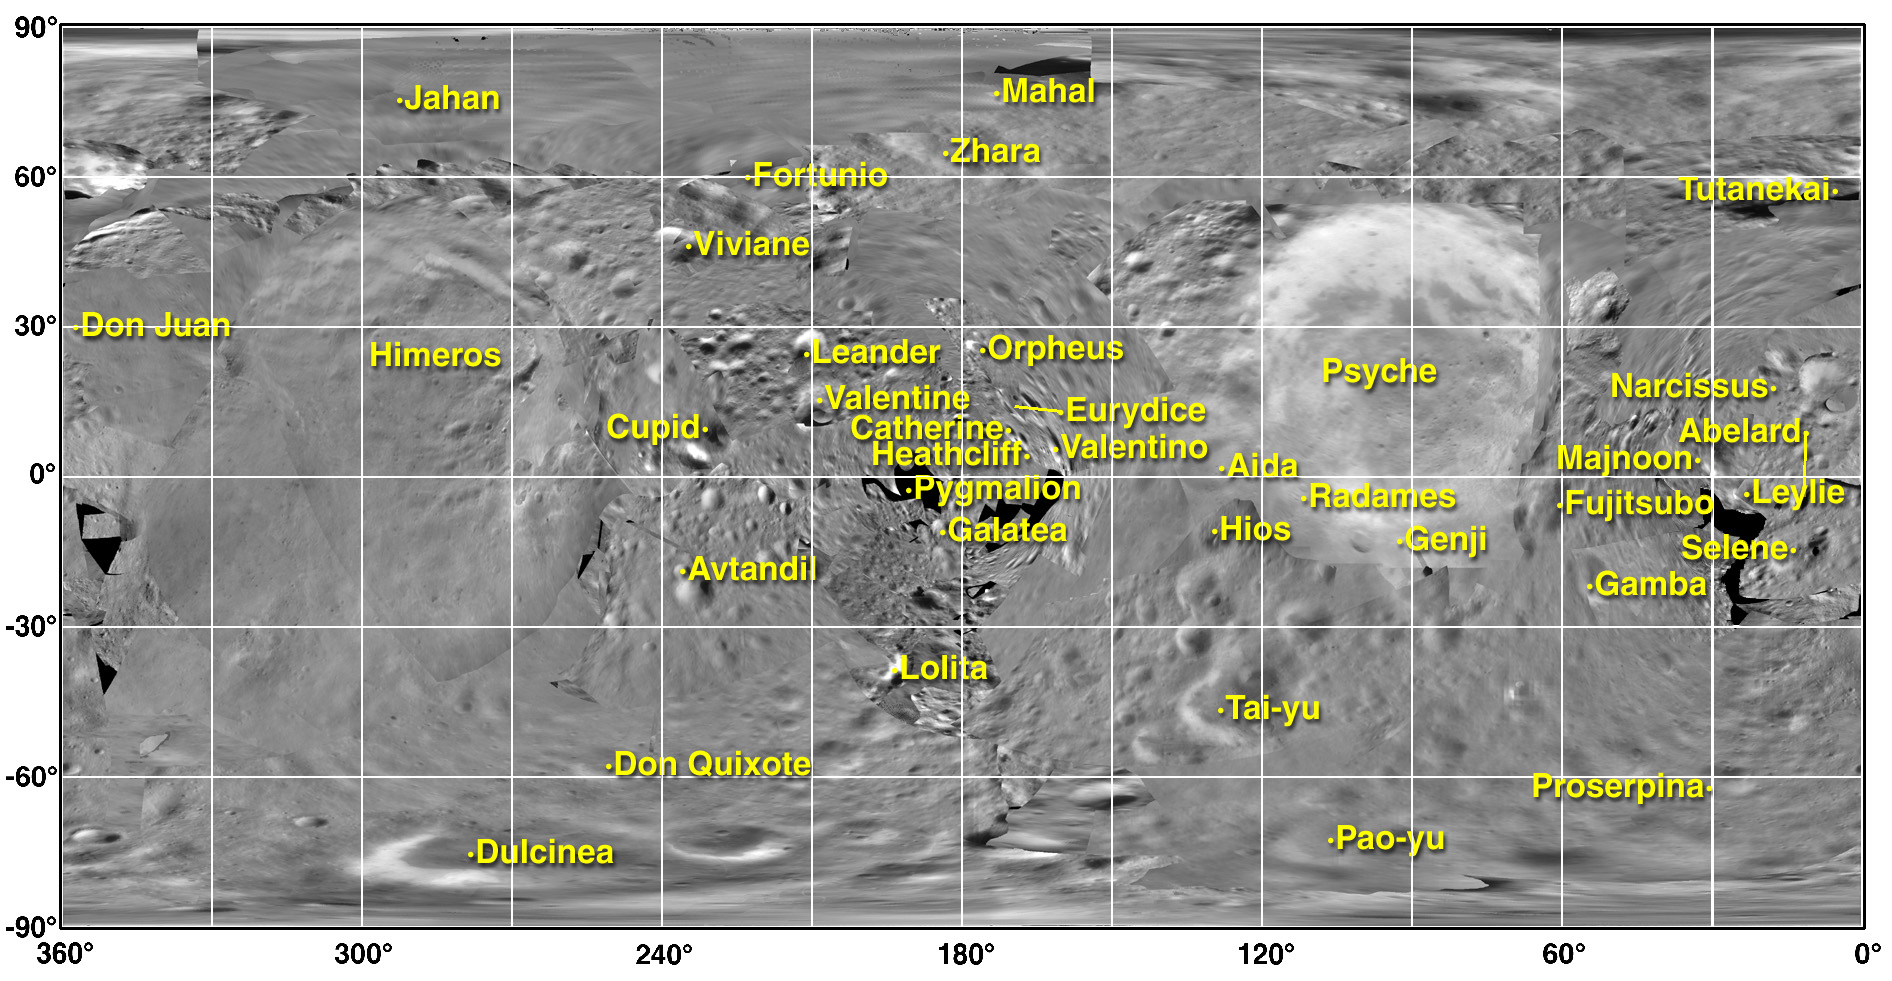 90°
Jahan
Mahal
Zhara
60°
Fortunio
Tutanekai
Viviane
30°
Don Juan
Himeros
Leander
Orpheus
Psyche
Narcissus
Valentine
Eurydice
Cupid
Catherine
Abelard
Heathcliff
Valentino
Majnoon
0°
Aida
Pygmalion
Radames
Leylie
Fujitsubo
Galatea
Hios
Genji
Selene
Avtandil
Gamba
-30°
Lolita
Tai-yu
Don Quixote
-60°
Proserpina
Pao-yu
Dulcinea
-90°
360° 300° 240° 180° 120° 60° 0°